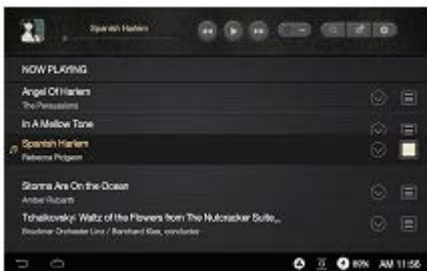 Spanish Harlem
NOW PLAYING
Angel Of Harlem
The Persuasions
In A Mellow Tone
Spanish Harlem
Rebecca Pidgeon
Storms Are On the Ocean
Amber Rubarth
Tchaikovsky: Waltz of the Flowers from The Nutcracker Suite,..
Bruckner Orchester Linz / Bernhard Klee, conductor
89% AM 11:56